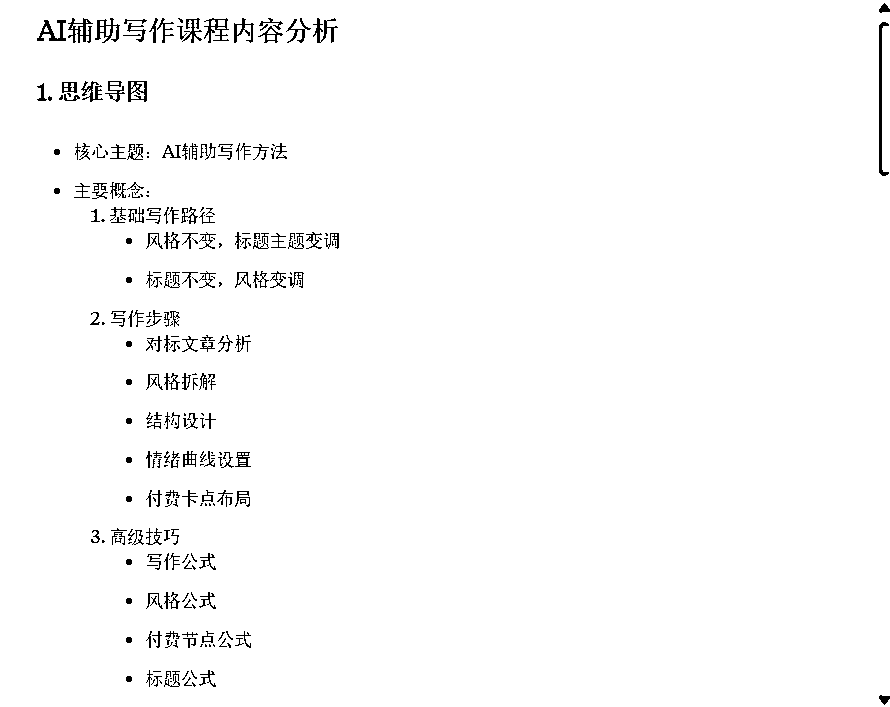 AI辅助写作课程内容分析
1. 思维导图
• 核心主题：AI辅助写作方法
• 主要概念：
1. 基础写作路径
• 风格不变，标题主题变调
• 标题不变，风格变调
2. 写作步骤
• 对标文章分析
• 风格拆解
• 结构设计
• 情绪曲线设置
• 付费卡点布局
3. 高级技巧
• 写作公式
• 风格公式
• 付费节点公式
• 标题公式